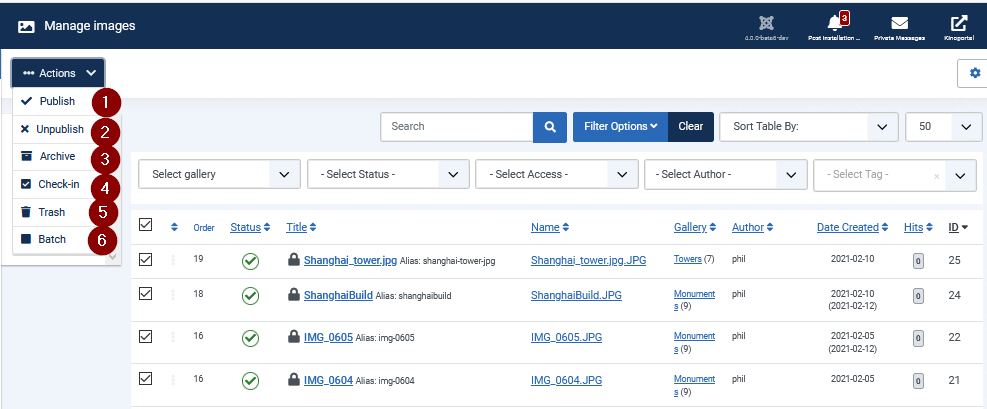 Manage images
4.0.0-beta6-dev
3
Post Installation ...
Private Messages
Kinoportal
Actions
Publish 1
Unpublish 2
Archive 3
Check-in 4
Trash 5
Batch 6
Search
Filter Options
Clear
Sort Table By:
50
Select gallery
- Select Status -
- Select Access -
- Select Author -
- Select Tag -
Order Status Title Name Gallery Author Date Created Hits ID
19 Shanghai_tower.jpg Alias: shanghai-tower-jpg Shanghai_tower.jpg.JPG Towers (7) phil 2021-02-10 0 25
18 ShanghaiBuild Alias: shanghaibuild ShanghaiBuild.JPG Monument phil 2021-02-10 0 24
s (9) (2021-02-12)
16 IMG_0605 Alias: img-0605 IMG_0605.JPG Monument phil 2021-02-05 0 22
s (9) (2021-02-12)
16 IMG_0604 Alias: img-0604 IMG_0604.JPG Monument phil 2021-02-05 0 21
s (9)